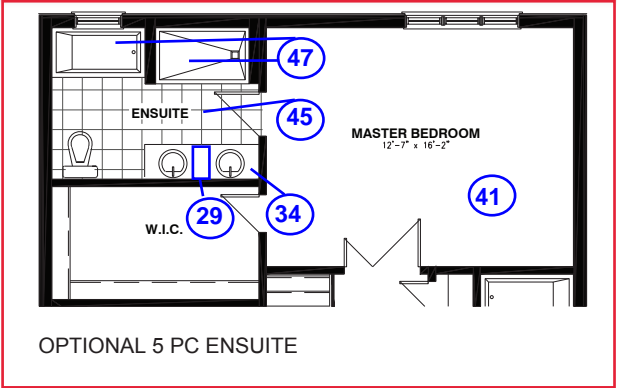 47
45
ENSUITE
MASTER BEDROOM
12'-7" x 16'-2"
41
29
34
W.I.C.
OPTIONAL 5 PC ENSUITE